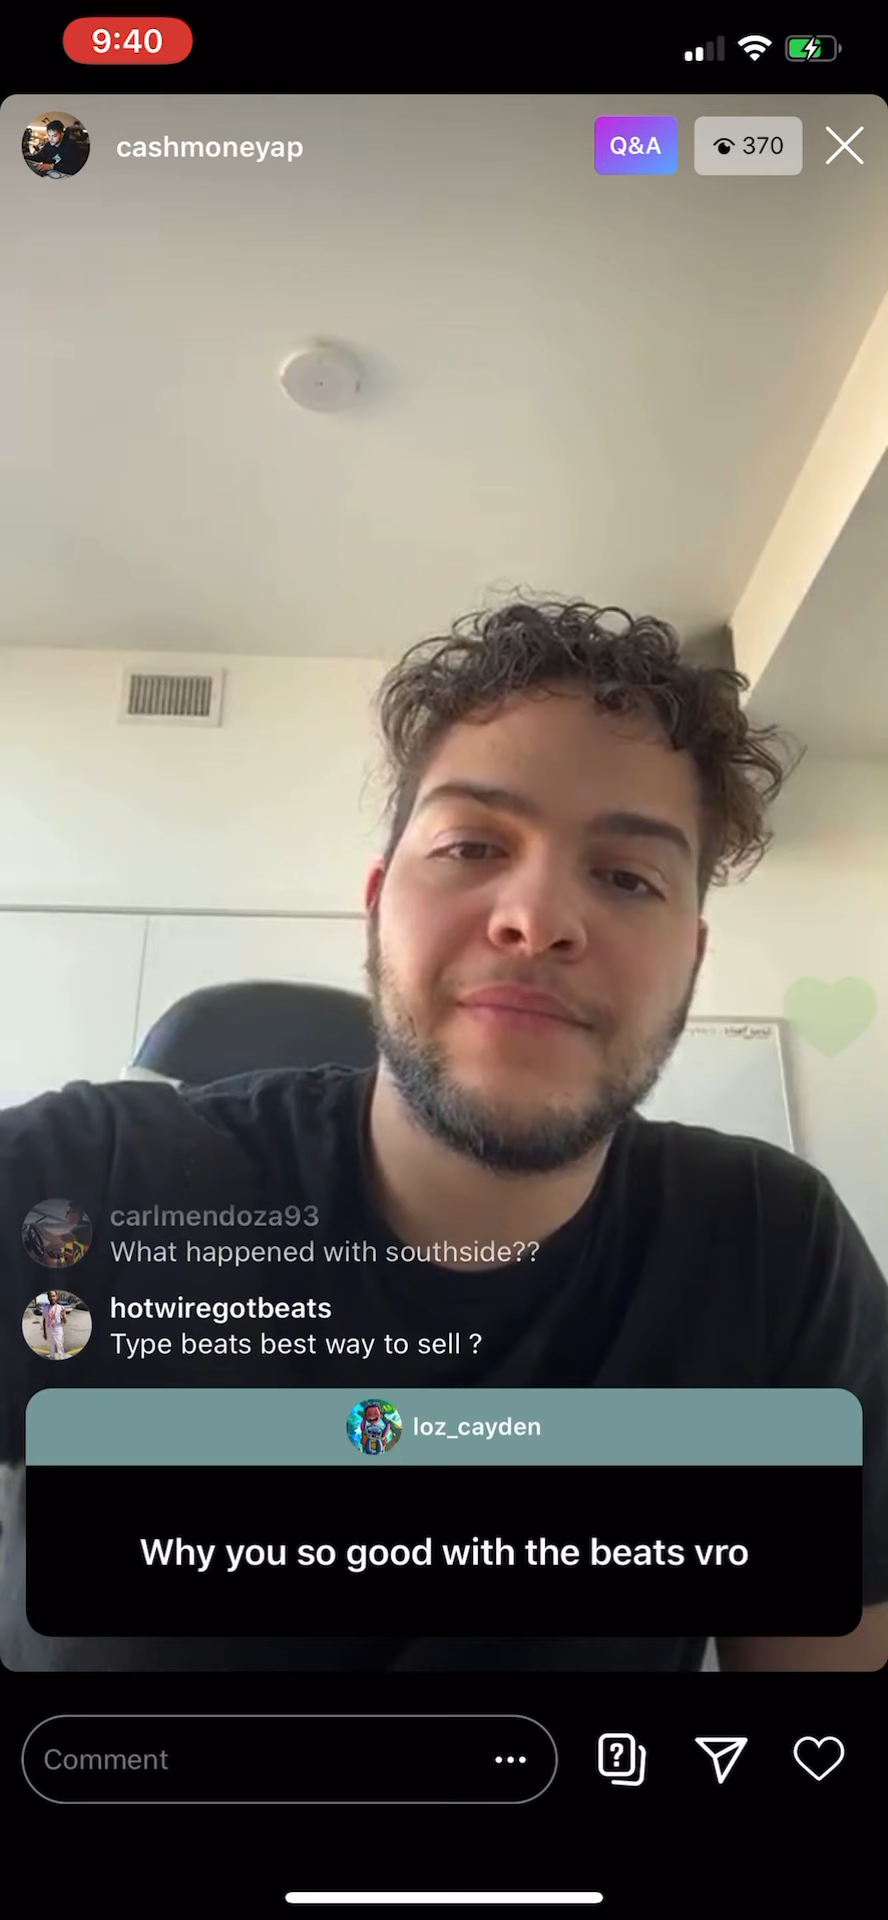 9:40
cashmoneyap
Q&A
370
carlmendoza93
What happened with southside??
hotwiregotbeats
Type beats best way to sell ?
loz_cayden
Why you so good with the beats vro
Comment